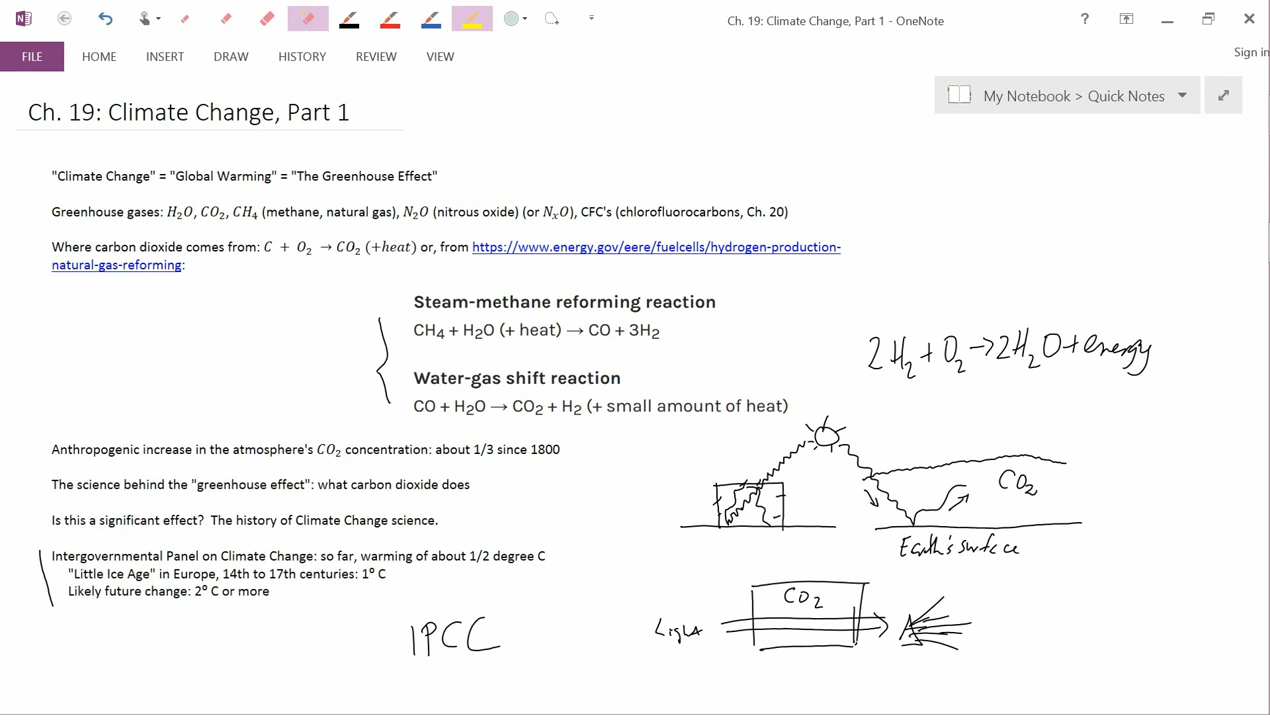 Ch. 19: Climate Change, Part 1 - OneNote
?
FILE HOME INSERT DRAW HISTORY REVIEW VIEW
Sign in
My Notebook > Quick Notes
Ch. 19: Climate Change, Part 1
"Climate Change" = "Global Warming" = "The Greenhouse Effect"
Greenhouse gases: H₂O, CO₂, CH₄ (methane, natural gas), N₂O (nitrous oxide) (or NₓO), CFC's (chlorofluorocarbons, Ch. 20)
Where carbon dioxide comes from: C + O₂ → CO₂ (+heat) or, from https://www.energy.gov/eere/fuelcells/hydrogen-production-
natural-gas-reforming:
Steam-methane reforming reaction
CH₄ + H₂O (+ heat) → CO + 3H₂
Water-gas shift reaction
CO + H₂O → CO₂ + H₂ (+ small amount of heat)
2H₂ + O₂ → 2H₂O + energy
Anthropogenic increase in the atmosphere's CO₂ concentration: about 1/3 since 1800
The science behind the "greenhouse effect": what carbon dioxide does
Is this a significant effect? The history of Climate Change science.
Intergovernmental Panel on Climate Change: so far, warming of about 1/2 degree C
"Little Ice Age" in Europe, 14th to 17th centuries: 1° C
Likely future change: 2° C or more
IPCC
CO₂
Earth's surface
CO₂
Light